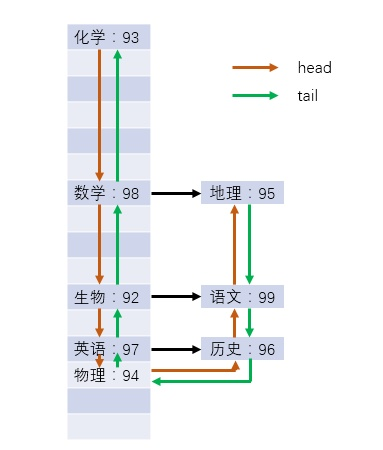 化学：93
head
tail
数学：98
地理：95
生物：92
语文：99
英语：97
历史：96
物理：94